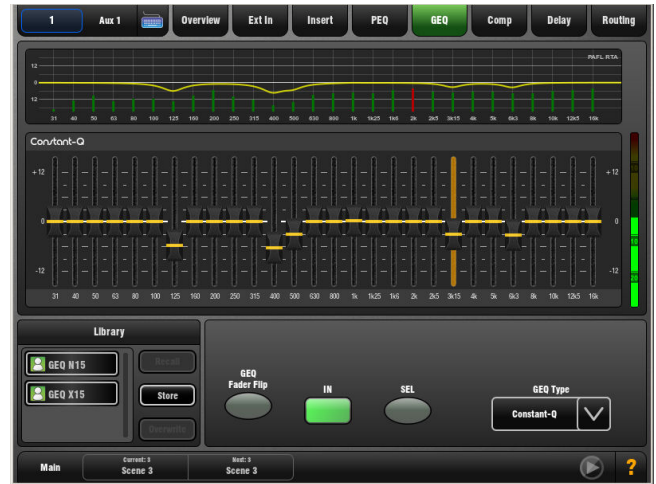 1 Aux 1 Overview Ext In Insert PEQ GEQ Comp Delay Routing
PAFL RTA
12
0
12
31 40 50 63 80 100 125 160 200 250 315 400 500 630 800 1k 1k25 1k6 2k 2k5 3k15 4k 5k 6k3 8k 10k 12k5 16k
Constant-Q
+12 +12
0 0
10
-12 -12
20
31 40 50 63 80 100 125 160 200 250 315 400 500 630 800 1k 1k25 1k6 2k 2k5 3k15 4k 5k 6k3 8k 10k 12k5 16k
Library
GEQ N15
Recall
GEQ X15
Store
Overwrite
GEQ
Fader Flip
IN
SEL
GEQ Type
Constant-Q
Main
Current: 3
Scene 3
Next: 3
Scene 3
?